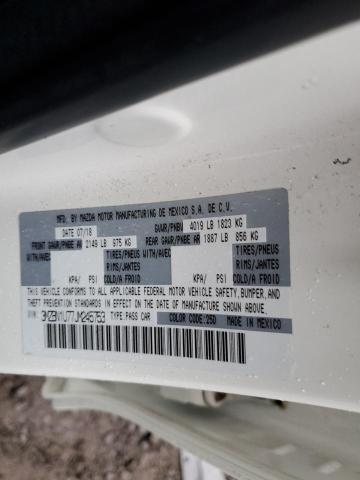 MFD. BY MAZDA MOTOR MANUFACTURING DE MEXICO S.A. DE C.V.
DATE 07/18 GVWR/PNBV 4019 LB 1823 KG
FRONT GAWR/PNBE AV 2149 LB 975 KG REAR GAWR/PNBE AR 1887 LB 856 KG
WITH/AVEC TIRES/PNEUS WITH/AVEC TIRES/PNEUS
RIMS/JANTES RIMS/JANTES
KPA/ PSI/ COLD/A FROID KPA/ PSI/ COLD/A FROID
THIS VEHICLE CONFORMS TO ALL APPLICABLE FEDERAL MOTOR VEHICLE SAFETY, BUMPER, AND
THEFT PREVENTION STANDARDS IN EFFECT ON THE DATE OF MANUFACTURE SHOWN ABOVE.
VIN: 3MZBN1U77JM245753 TYPE PASS CAR COLOR CODE: 25D MADE IN MEXICO